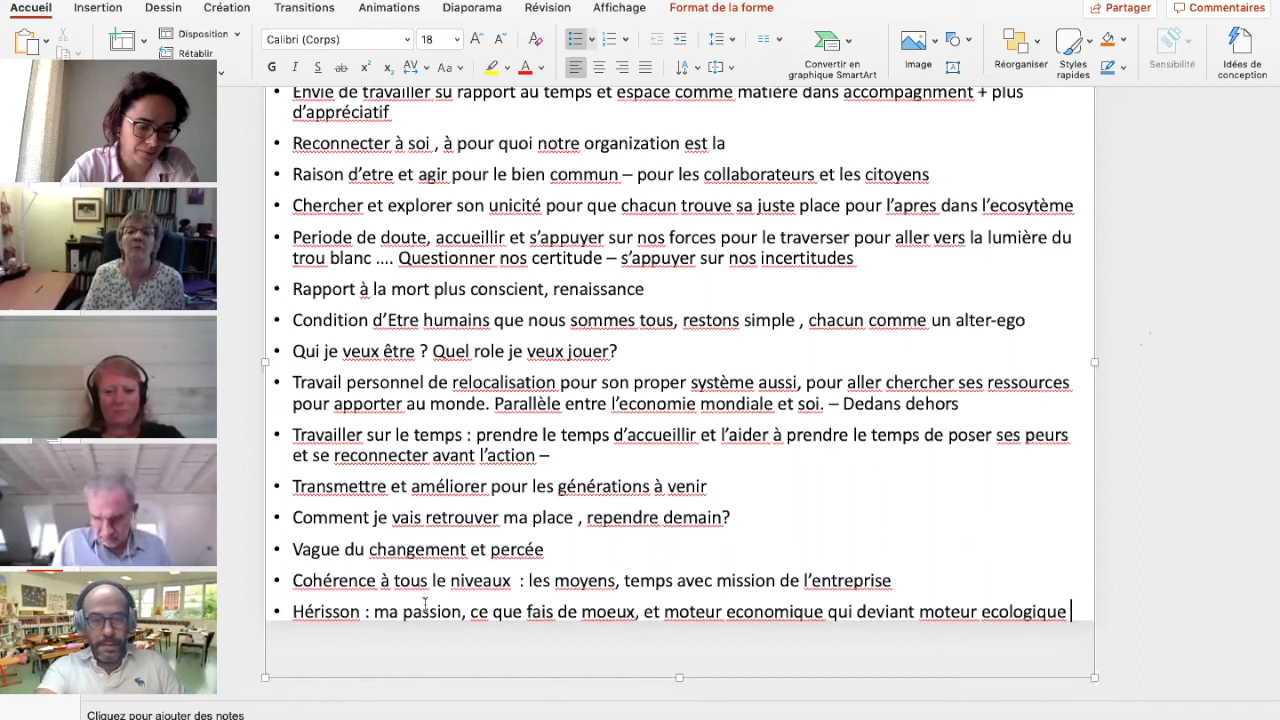 Accueil Insertion Dessin Création Transitions Animations Diaporama Révision Affichage Format de la forme Partager Commentaires
Disposition
Rétablir
Calibri (Corps) 18
G I S ab x² x₂ AV Aa A
Convertir en graphique SmartArt
Image
Réorganiser
Styles rapides
Sensibilité
Idées de conception
• Envie de travailler su rapport au temps et espace comme matière dans accompagnment + plus
d'appréciatif
• Reconnecter à soi , à pour quoi notre organization est la
• Raison d'etre et agir pour le bien commun – pour les collaborateurs et les citoyens
• Chercher et explorer son unicité pour que chacun trouve sa juste place pour l'apres dans l'ecosytème
• Periode de doute, accueillir et s'appuyer sur nos forces pour le traverser pour aller vers la lumière du
trou blanc .... Questionner nos certitude – s'appuyer sur nos incertitudes
• Rapport à la mort plus conscient, renaissance
• Condition d'Etre humains que nous sommes tous, restons simple , chacun comme un alter-ego
• Qui je veux être ? Quel role je veux jouer?
• Travail personnel de relocalisation pour son proper système aussi, pour aller chercher ses ressources
pour apporter au monde. Parallèle entre l'economie mondiale et soi. – Dedans dehors
• Travailler sur le temps : prendre le temps d'accueillir et l'aider à prendre le temps de poser ses peurs
et se reconnecter avant l'action –
• Transmettre et améliorer pour les générations à venir
• Comment je vais retrouver ma place , rependre demain?
• Vague du changement et percée
• Cohérence à tous le niveaux : les moyens, temps avec mission de l'entreprise
• Hérisson : ma passion, ce que fais de moeux, et moteur economique qui deviant moteur ecologique
Cliquez pour ajouter des notes